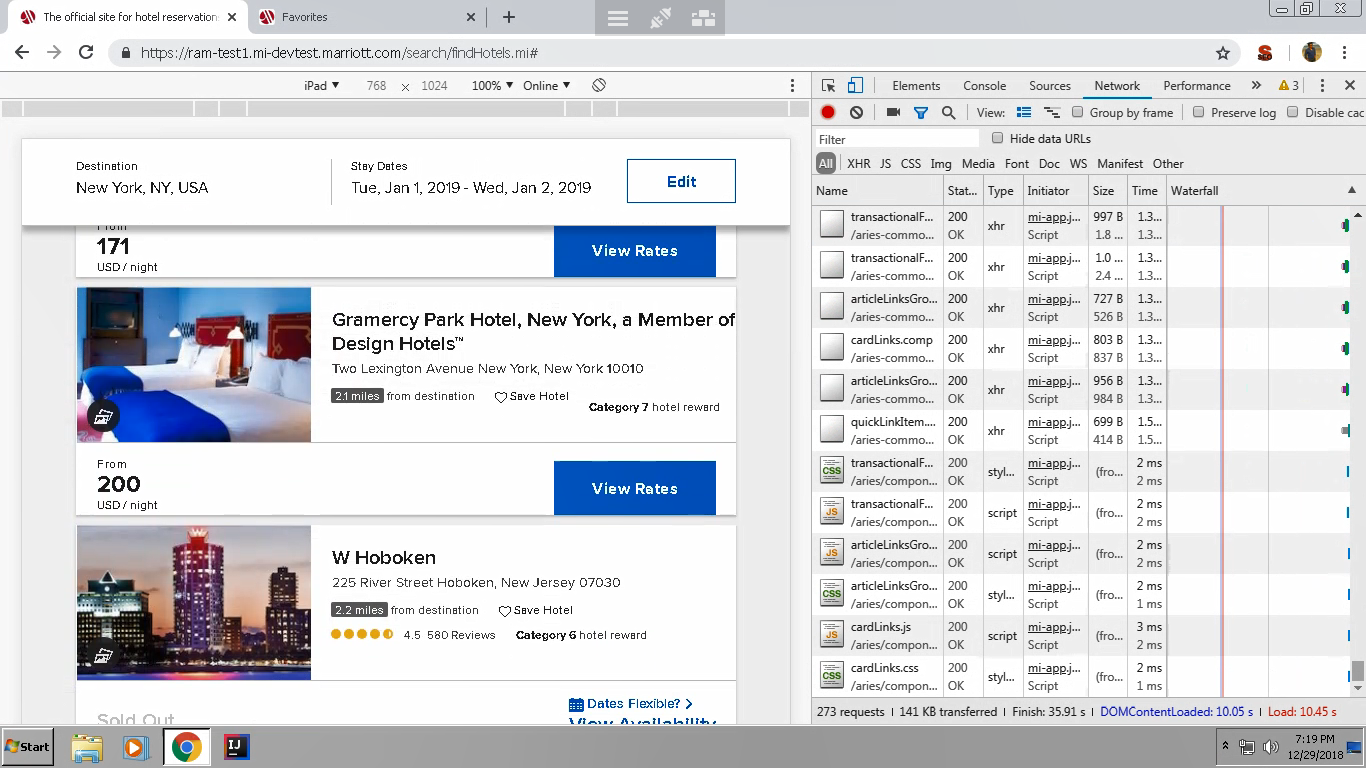 The official site for hotel reservation
Favorites
https://ram-test1.mi-devtest.marriott.com/search/findHotels.mi#
iPad ▼ 768 × 1024 100% ▼ Online ▼
Destination
New York, NY, USA
Stay Dates
Tue, Jan 1, 2019 - Wed, Jan 2, 2019
Edit
From
171
USD / night
View Rates
Gramercy Park Hotel, New York, a Member of
Design Hotels™
Two Lexington Avenue New York, New York 10010
2.1 miles from destination Save Hotel
Category 7 hotel reward
From
200
USD / night
View Rates
W Hoboken
225 River Street Hoboken, New Jersey 07030
2.2 miles from destination Save Hotel
4.5 580 Reviews Category 6 hotel reward
Dates Flexible? >
Sold Out
View Availability
Elements Console Sources Network Performance » 3
View: Group by frame Preserve log Disable cac
Filter
Hide data URLs
All XHR JS CSS Img Media Font Doc WS Manifest Other
Name Stat... Type Initiator Size Time Waterfall
transactionalF... 200 xhr mi-app.j... 997 B 1.3...
/aries-commo... OK Script 1.8 ... 1.3...
transactionalF... 200 xhr mi-app.j... 1.0 ... 1.3...
/aries-commo... OK Script 2.4 ... 1.3...
articleLinksGro... 200 xhr mi-app.j... 727 B 1.3...
/aries-commo... OK Script 526 B 1.3...
cardLinks.comp 200 xhr mi-app.j... 803 B 1.3...
/aries-commo... OK Script 837 B 1.3...
articleLinksGro... 200 xhr mi-app.j... 956 B 1.3...
/aries-commo... OK Script 984 B 1.3...
quickLinkItem.... 200 xhr mi-app.j... 699 B 1.5...
/aries-commo... OK Script 414 B 1.5...
transactionalF... 200 styl... mi-app.j... (fro... 2 ms
/aries/compon... OK Script 2 ms
transactionalF... 200 script mi-app.j... (fro... 2 ms
/aries/compon... OK Script 2 ms
articleLinksGro... 200 script mi-app.j... (fro... 2 ms
/aries/compon... OK Script 2 ms
articleLinksGro... 200 styl... mi-app.j... (fro... 2 ms
/aries/compon... OK Script 1 ms
cardLinks.js 200 script mi-app.j... (fro... 3 ms
/aries/compon... OK Script 2 ms
cardLinks.css 200 styl... mi-app.j... (fro... 2 ms
/aries/compon... OK Script 1 ms
273 requests | 141 KB transferred | Finish: 35.91 s | DOMContentLoaded: 10.05 s | Load: 10.45 s
Start
IJ
7:19 PM
12/29/2018